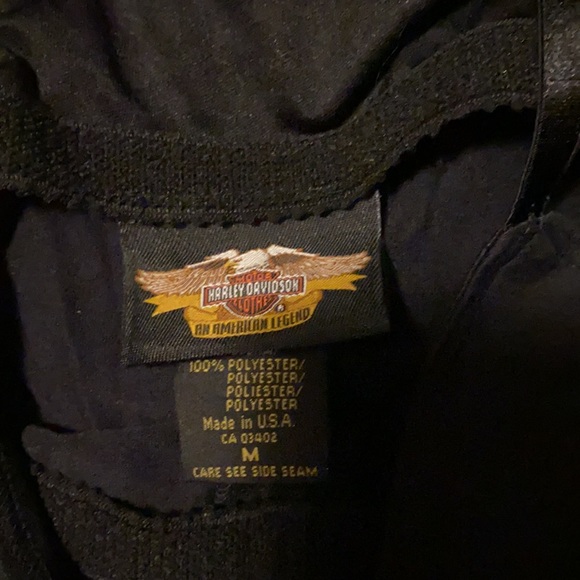 MOTOR
HARLEY-DAVIDSON
CLOTHES
®
AN AMERICAN LEGEND
100% POLYESTER/
POLYESTER/
POLIESTER/
POLYESTER
Made in U.S.A.
CA 03402
M
CARE SEE SIDE SEAM